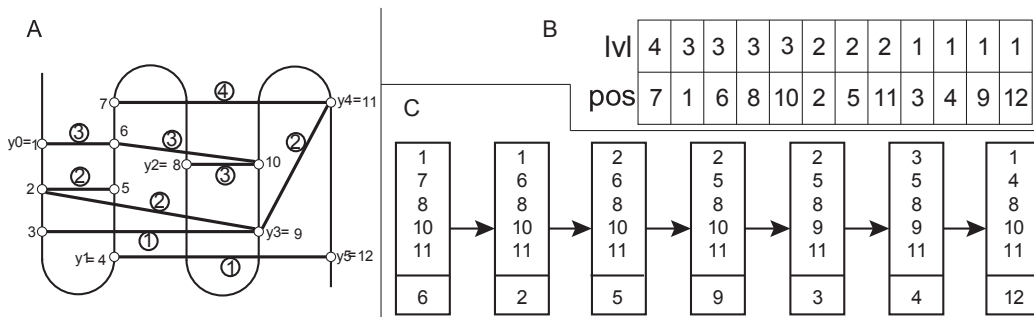 A
4
7
y4= 11
y0= 1
3
6
3
2
y2= 8
10
3
2
2
5
2
3
1
y3= 9
y1= 4
1
y5= 12
B
lvl 4 3 3 3 3 2 2 2 1 1 1 1
pos 7 1 6 8 10 2 5 11 3 4 9 12
C
1 1 2 2 2 3 1
7 6 6 5 5 5 4
8 8 8 8 8 8 8
10 10 10 10 9 9 10
11 11 11 11 11 11 11
6 2 5 9 3 4 12